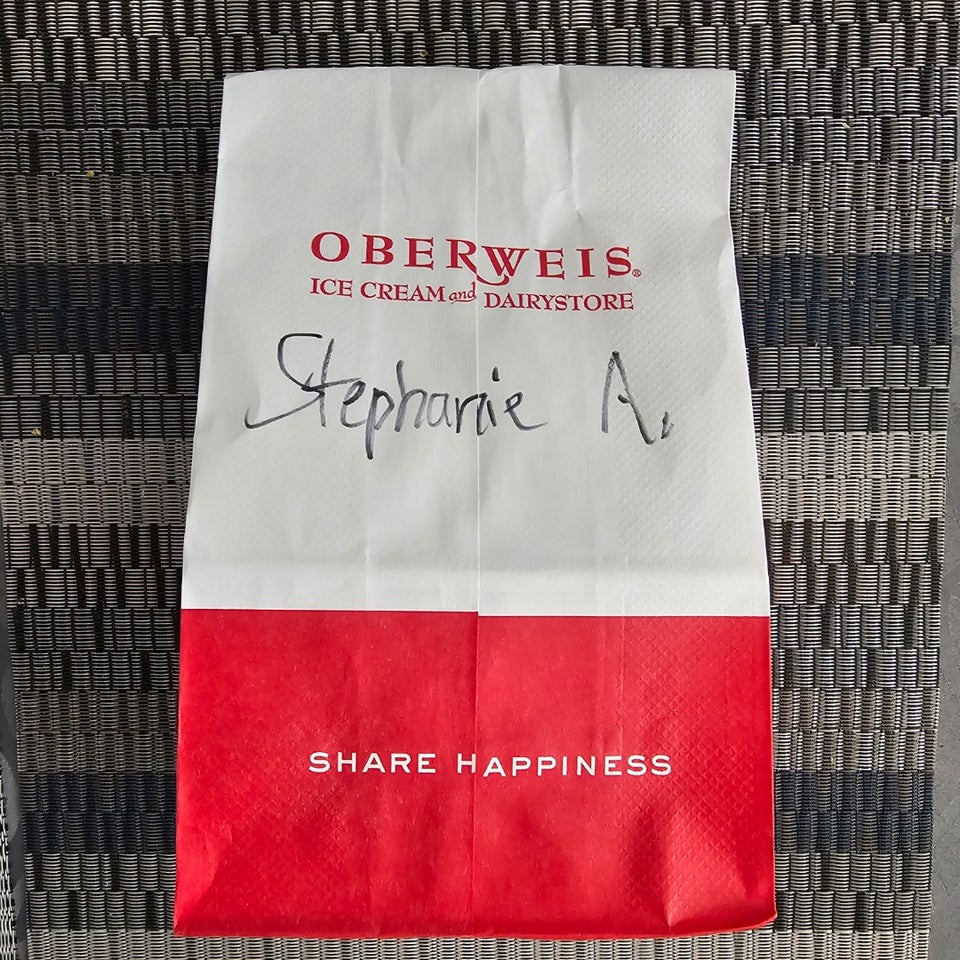 OBERWEIS®
ICE CREAM and DAIRYSTORE
Stephanie A.
SHARE HAPPINESS